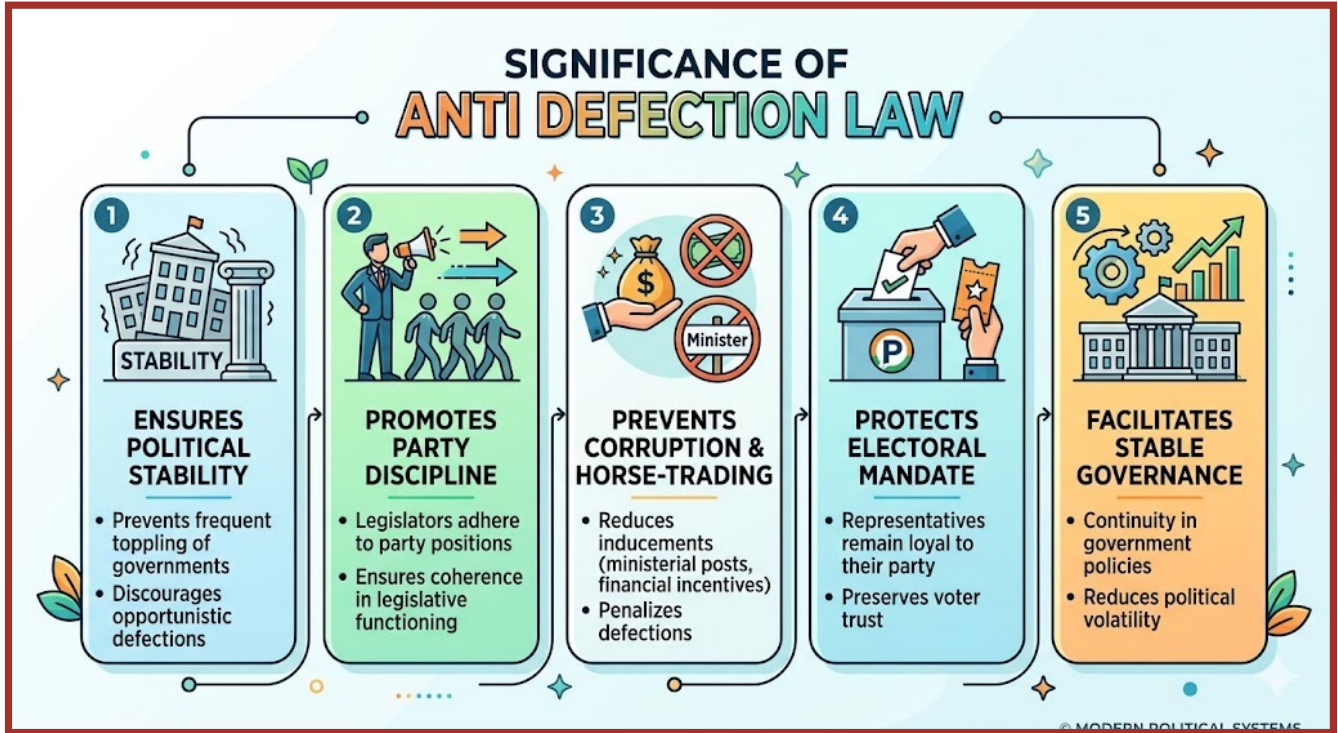 SIGNIFICANCE OF
ANTI DEFECTION LAW
1
STABILITY
ENSURES
POLITICAL
STABILITY
• Prevents frequent
toppling of
governments
• Discourages
opportunistic
defections
2
PROMOTES
PARTY
DISCIPLINE
• Legislators adhere
to party positions
• Ensures coherence
in legislative
functioning
3
$
Minister
PREVENTS
CORRUPTION &
HORSE-TRADING
• Reduces
inducements
(ministerial posts,
financial incentives)
• Penalizes
defections
4
P
PROTECTS
ELECTORAL
MANDATE
• Representatives
remain loyal to
their party
• Preserves voter
trust
5
FACILITATES
STABLE
GOVERNANCE
• Continuity in
government
policies
• Reduces political
volatility
© MODERN POLITICAL SYSTEMS